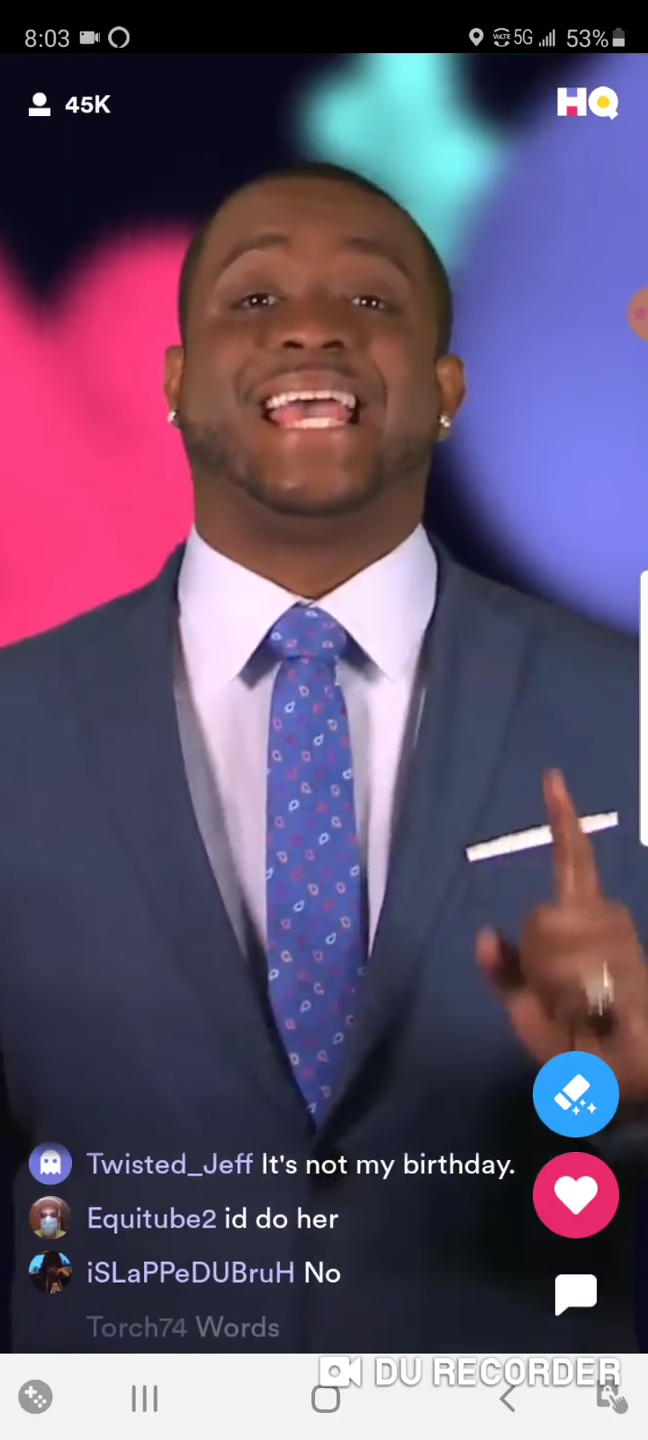 8:03
VoLTE 5G 53%
45K
HQ
Twisted_Jeff It's not my birthday.
Equitube2 id do her
iSLaPPeDUBruH No
Torch74 Words
DU RECORDER